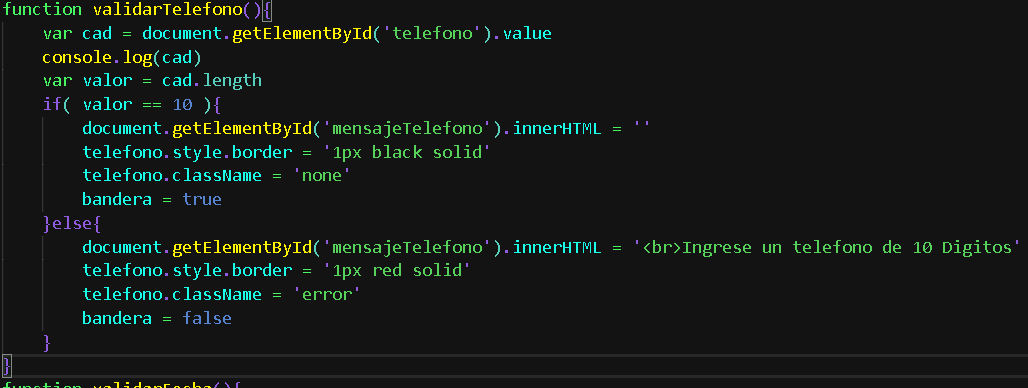 function validarTelefono(){
    var cad = document.getElementById('telefono').value
    console.log(cad)
    var valor = cad.length
    if( valor == 10 ){
        document.getElementById('mensajeTelefono').innerHTML = ''
        telefono.style.border = '1px black solid'
        telefono.className = 'none'
        bandera = true
    }else{
        document.getElementById('mensajeTelefono').innerHTML = '<br>Ingrese un telefono de 10 Digitos'
        telefono.style.border = '1px red solid'
        telefono.className = 'error'
        bandera = false
    }
}
function validarFecha(){